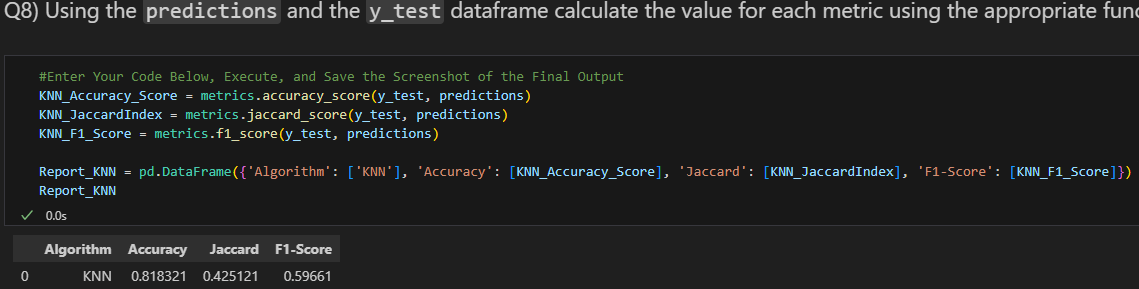 Q8) Using the predictions and the y_test dataframe calculate the value for each metric using the appropriate
#Enter Your Code Below, Execute, and Save the Screenshot of the Final Output
KNN_Accuracy_Score = metrics.accuracy_score(y_test, predictions)
KNN_JaccardIndex = metrics.jaccard_score(y_test, predictions)
KNN_F1_Score = metrics.f1_score(y_test, predictions)
Report_KNN = pd.DataFrame({'Algorithm': ['KNN'], 'Accuracy': [KNN_Accuracy_Score], 'Jaccard': [KNN_JaccardIndex], 'F1-Score': [KNN_F1_Score]})
Report_KNN
0.0s
Algorithm Accuracy Jaccard F1-Score
0 KNN 0.818321 0.425121 0.59661